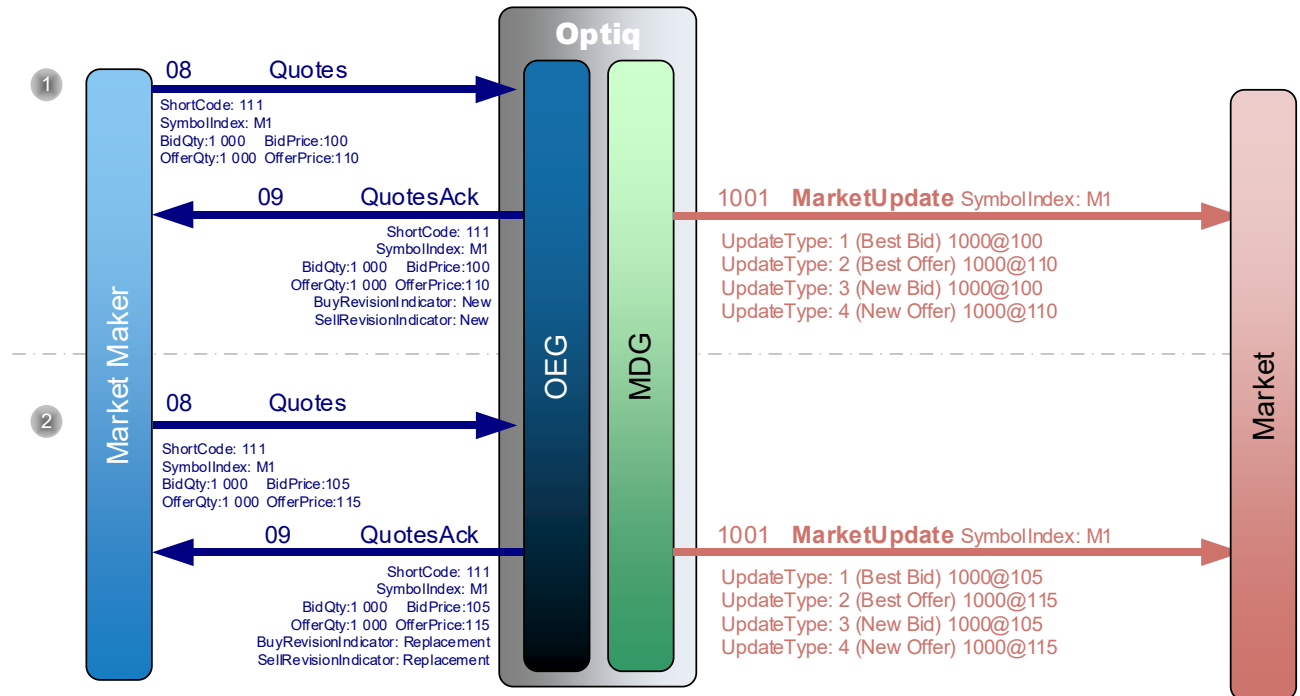 Optiq
1
08 Quotes
ShortCode: 111
SymbolIndex: M1
BidQty:1 000 BidPrice:100
OfferQty:1 000 OfferPrice:110
09 QuotesAck
ShortCode: 111
SymbolIndex: M1
BidQty:1 000 BidPrice:100
OfferQty:1 000 OfferPrice:110
BuyRevisionIndicator: New
SellRevisionIndicator: New
1001 MarketUpdate SymbolIndex: M1
UpdateType: 1 (Best Bid) 1000@100
UpdateType: 2 (Best Offer) 1000@110
UpdateType: 3 (New Bid) 1000@100
UpdateType: 4 (New Offer) 1000@110
Market Maker
OEG
MDG
Market
2
08 Quotes
ShortCode: 111
SymbolIndex: M1
BidQty:1 000 BidPrice:105
OfferQty:1 000 OfferPrice:115
09 QuotesAck
ShortCode: 111
SymbolIndex: M1
BidQty:1 000 BidPrice:105
OfferQty:1 000 OfferPrice:115
BuyRevisionIndicator: Replacement
SellRevisionIndicator: Replacement
1001 MarketUpdate SymbolIndex: M1
UpdateType: 1 (Best Bid) 1000@105
UpdateType: 2 (Best Offer) 1000@115
UpdateType: 3 (New Bid) 1000@105
UpdateType: 4 (New Offer) 1000@115